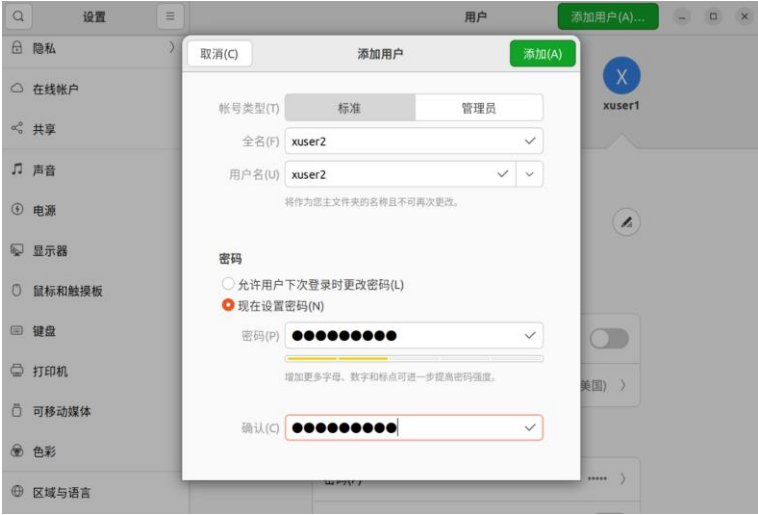 设置
用户
添加用户(A)...
隐私
在线帐户
共享
声音
电源
显示器
鼠标和触摸板
键盘
打印机
可移动媒体
色彩
区域与语言
取消(C)
添加用户
添加(A)
帐号类型(T)
标准
管理员
全名(F)
xuser2
用户名(U)
xuser2
将作为您主文件夹的名称且不可再次更改。
密码
允许用户下次登录时更改密码(L)
现在设置密码(N)
密码(P)
●●●●●●●●●
增加更多字母、数字和标点可进一步提高密码强度。
确认(C)
●●●●●●●●●
X
xuser1
美国)
•••••